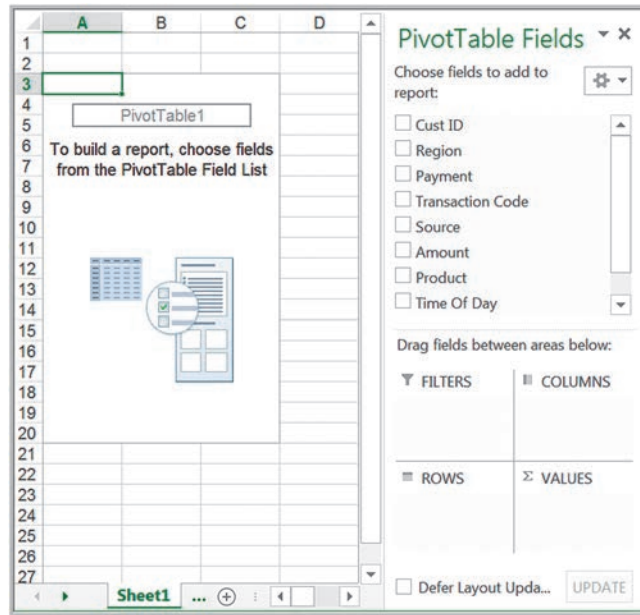 A B C D
1
2
3
4
5
6
7
8
9
10
11
12
13
14
15
16
17
18
19
20
21
22
23
24
25
26
27
PivotTable1
To build a report, choose fields
from the PivotTable Field List
Sheet1 ...
PivotTable Fields
Choose fields to add to
report:
Cust ID
Region
Payment
Transaction Code
Source
Amount
Product
Time Of Day
Drag fields between areas below:
FILTERS
COLUMNS
ROWS
Σ VALUES
Defer Layout Upda...
UPDATE